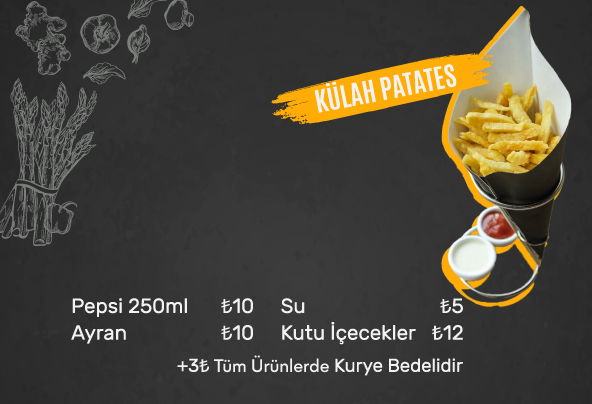 KÜLAH PATATES
Pepsi 250ml ₺10 Su ₺5
Ayran ₺10 Kutu İçecekler ₺12
+3₺ Tüm Ürünlerde Kurye Bedelidir